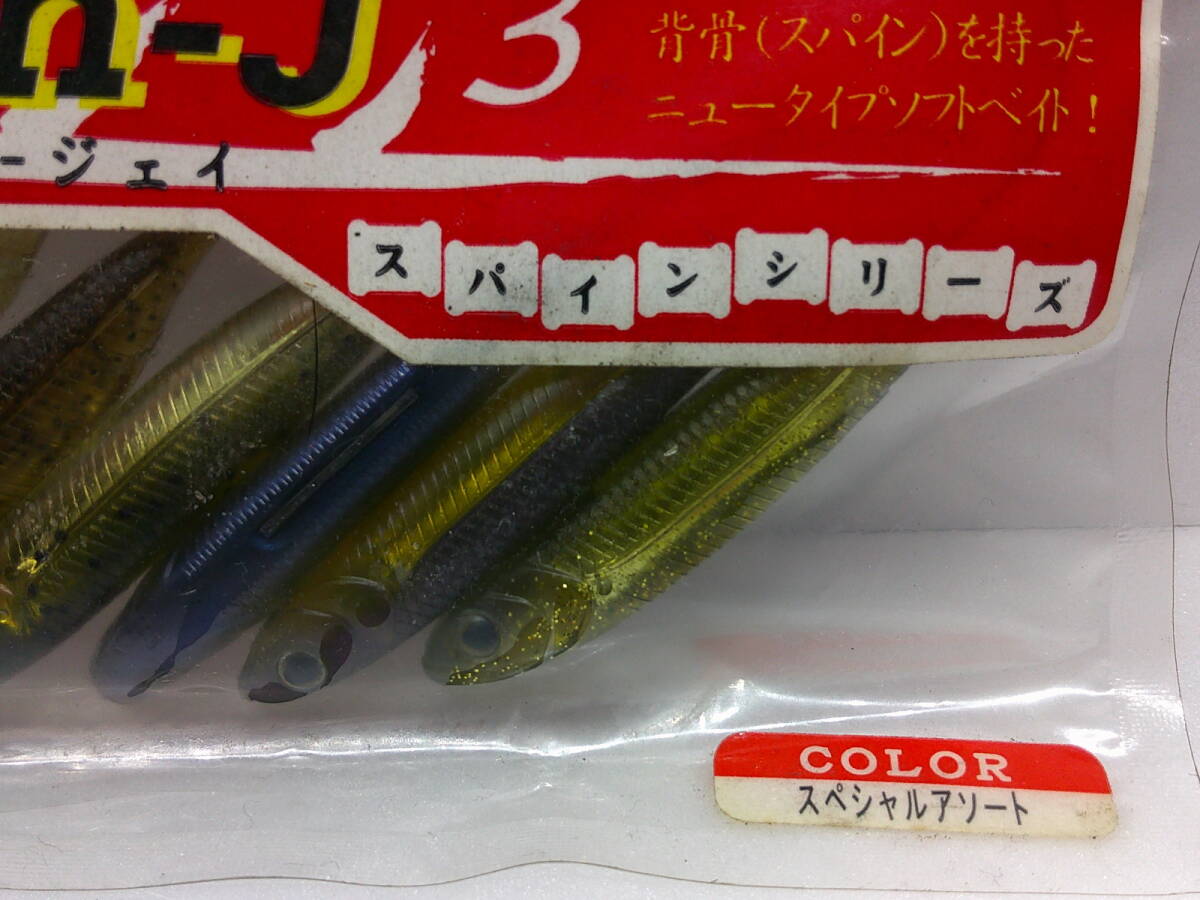 n-J 3
背骨(スパイン)を持った
ニュータイプソフトベイト!
ージェイ
スパインシリーズ
COLOR
スペシャルアソート